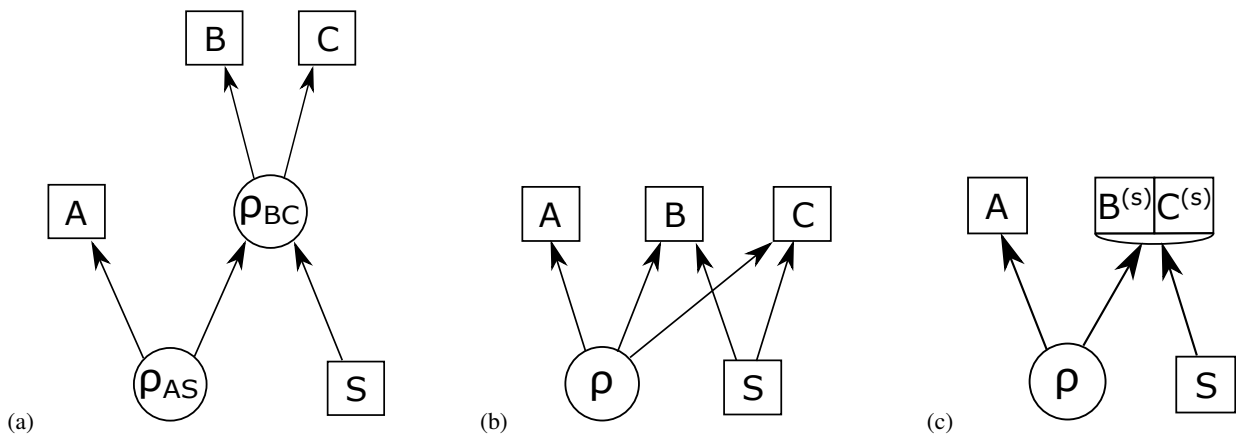 B C
A ρBC
ρAS S
(a)
A B C
ρ S
(b)
A B(s) C(s)
ρ S
(c)